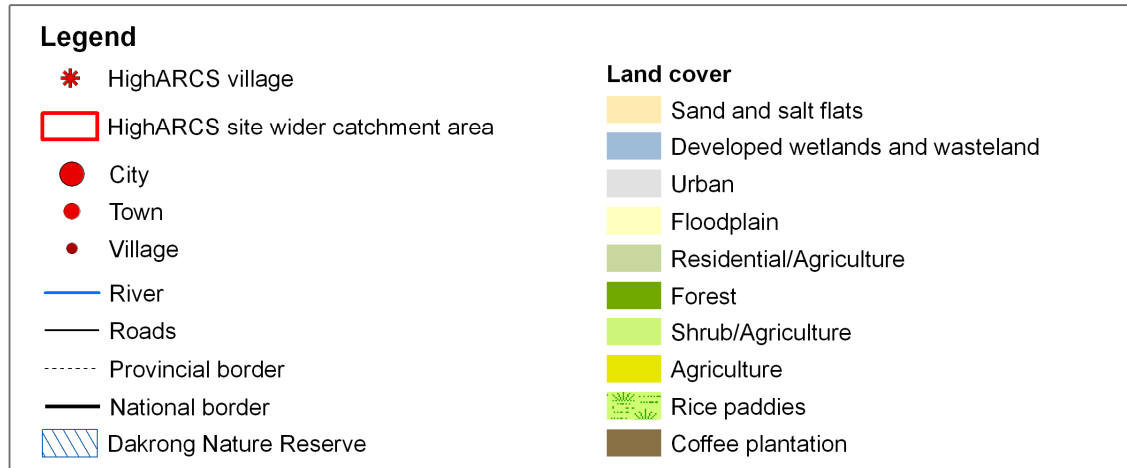 Legend
HighARCS village
HighARCS site wider catchment area
City
Town
Village
River
Roads
Provincial border
National border
Dakrong Nature Reserve
Land cover
Sand and salt flats
Developed wetlands and wasteland
Urban
Floodplain
Residential/Agriculture
Forest
Shrub/Agriculture
Agriculture
Rice paddies
Coffee plantation